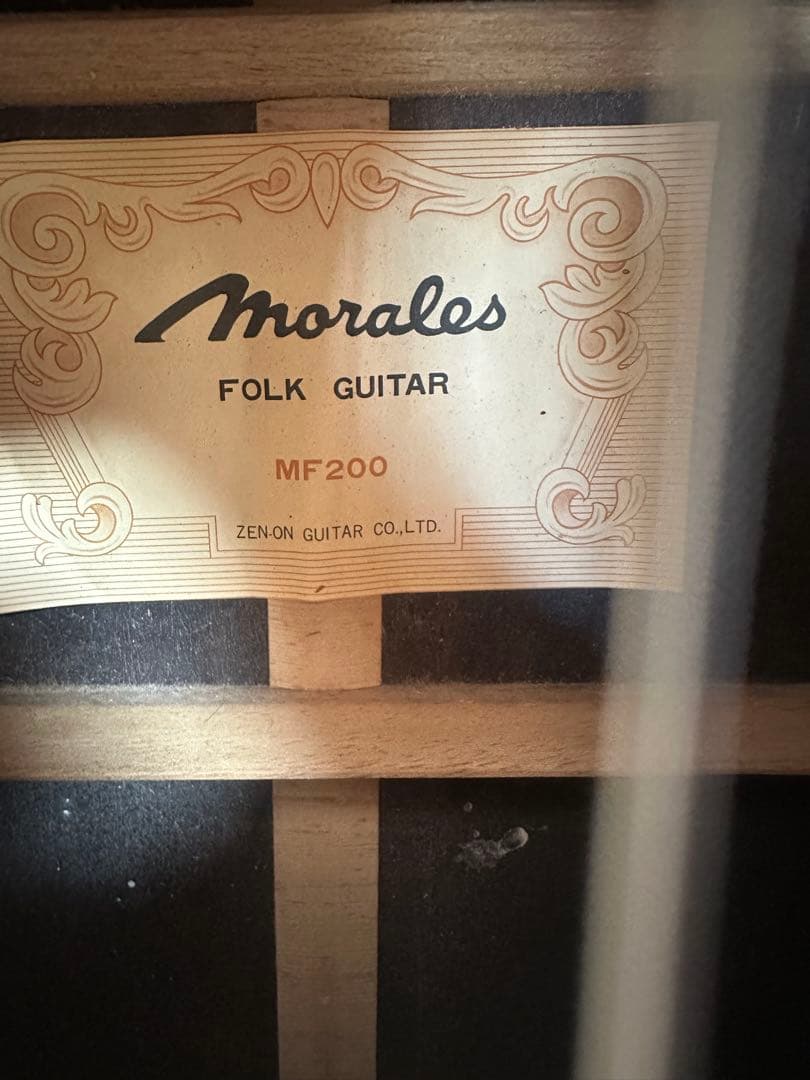 morales
FOLK GUITAR
MF200
ZEN-ON GUITAR CO.,LTD.